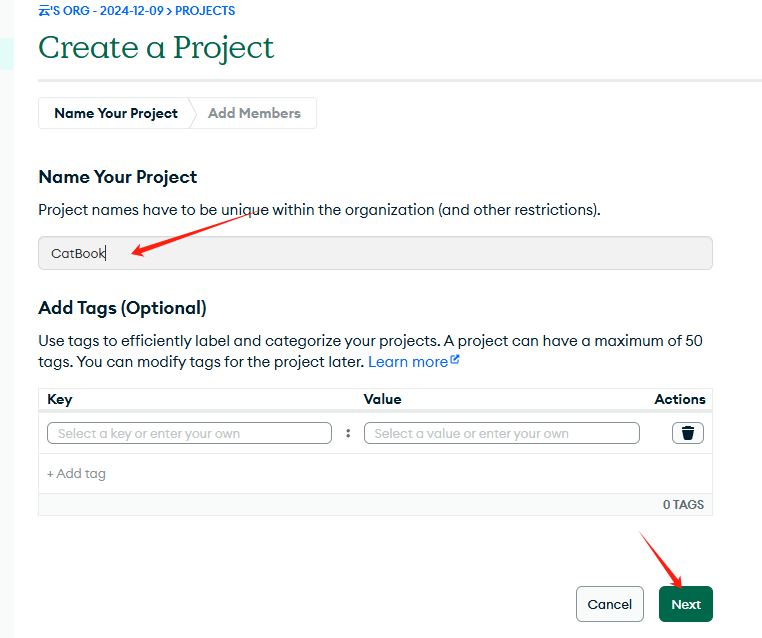 云'S ORG - 2024-12-09 > PROJECTS
Create a Project
Name Your Project
Add Members
Name Your Project
Project names have to be unique within the organization (and other restrictions).
CatBook
Add Tags (Optional)
Use tags to efficiently label and categorize your projects. A project can have a maximum of 50
tags. You can modify tags for the project later. Learn more
Key Value Actions
Select a key or enter your own : Select a value or enter your own
+ Add tag
0 TAGS
Cancel Next